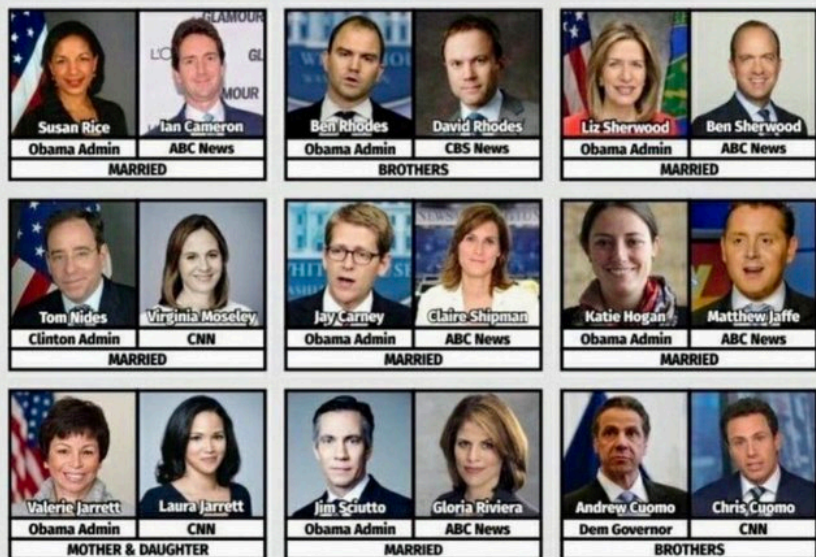 GLAMOUR
L'O
GL
MOUR
Susan Rice
Ian Cameron
Obama Admin
ABC News
MARRIED
Ben Rhodes
David Rhodes
Obama Admin
CBS News
BROTHERS
Liz Sherwood
Ben Sherwood
Obama Admin
ABC News
MARRIED
Tom Nides
Virginia Moseley
Clinton Admin
CNN
MARRIED
Jay Carney
Claire Shipman
Obama Admin
ABC News
MARRIED
Katie Hogan
Matthew Jaffe
Obama Admin
ABC News
MARRIED
Valerie Jarrett
Laura Jarrett
Obama Admin
CNN
MOTHER & DAUGHTER
Jim Sciutto
Gloria Riviera
Obama Admin
ABC News
MARRIED
Andrew Cuomo
Chris Cuomo
Dem Governor
CNN
BROTHERS